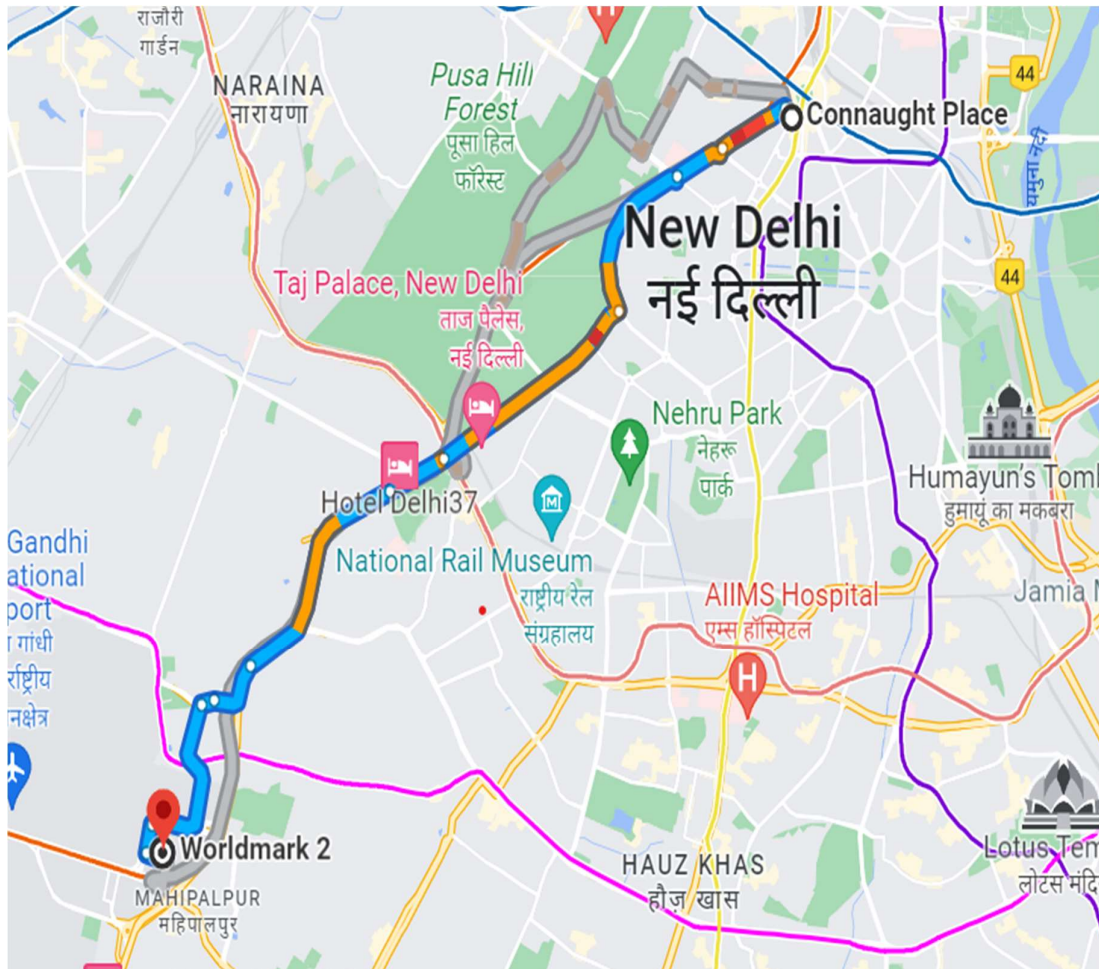 राजौरी
गार्डन
NARAINA
नारायणा
Pusa Hill
Forest
पूसा हिल
फॉरेस्ट
44
Connaught Place
यमुना नदी
New Delhi
नई दिल्ली
44
Taj Palace, New Delhi
ताज पैलेस,
नई दिल्ली
Nehru Park
नेहरू
पार्क
Humayun's Tomb
हुमायूं का मकबरा
Hotel Delhi37
National Rail Museum
राष्ट्रीय रेल
संग्रहालय
Gandhi
ational
port
गांधी
र्राष्ट्रीय
नक्षेत्र
AIIMS Hospital
एम्स हॉस्पिटल
H
Jamia
Worldmark 2
MAHIPALPUR
महिपालपुर
HAUZ KHAS
हौज़ खास
Lotus Tem
लोटस मंदि